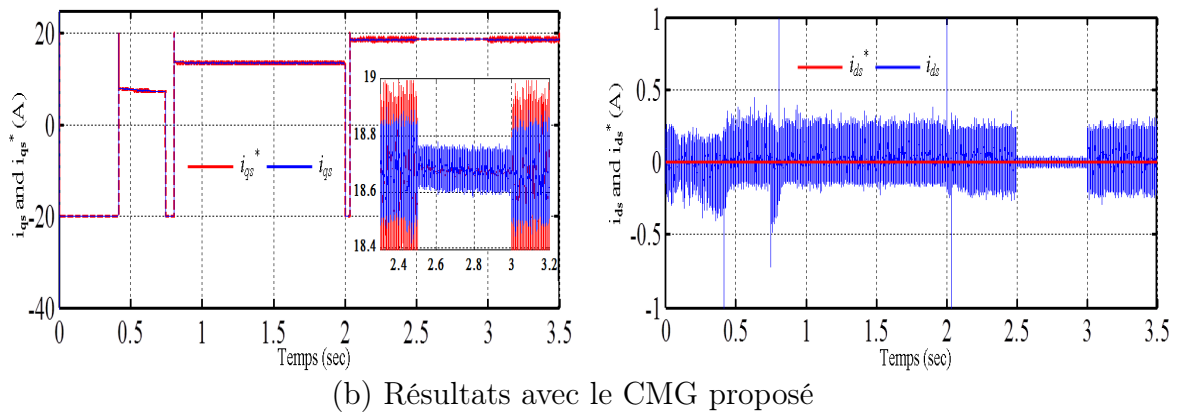 i_qs and i_qs* (A)
20
0
-20
-40
i_qs* i_qs
19
18.8
18.6
18.4
2.4 2.6 2.8 3 3.2
0 0.5 1 1.5 2 2.5 3 3.5
Temps (sec)
i_ds and i_ds* (A)
1
0.5
0
-0.5
-1
i_ds* i_ds
0 0.5 1 1.5 2 2.5 3 3.5
Temps (sec)
(b) Résultats avec le CMG proposé